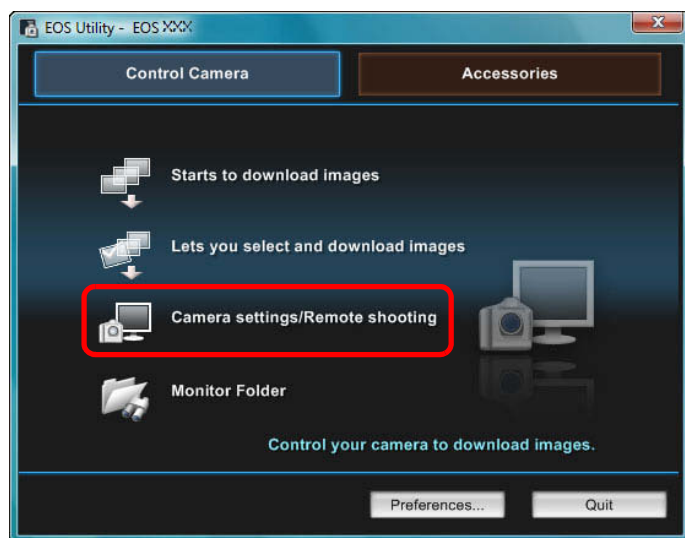 EOS Utility - EOS XXX
Control Camera
Accessories
Starts to download images
Lets you select and download images
Camera settings/Remote shooting
Monitor Folder
Control your camera to download images.
Preferences...
Quit